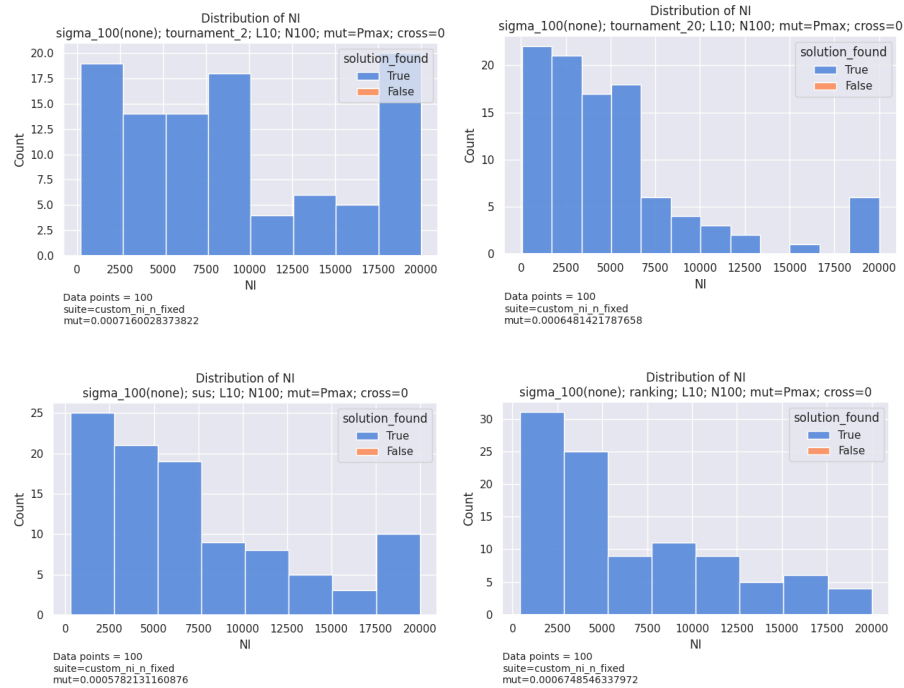 Distribution of NI
sigma_100(none); tournament_2; L10; N100; mut=Pmax; cross=0
solution_found
True
False
20.0
17.5
15.0
12.5
10.0
7.5
5.0
2.5
0.0
Count
0 2500 5000 7500 10000 12500 15000 17500 20000
NI
Data points = 100
suite=custom_ni_n_fixed
mut=0.0007160028373822
Distribution of NI
sigma_100(none); tournament_20; L10; N100; mut=Pmax; cross=0
solution_found
True
False
20
15
10
5
0
Count
0 2500 5000 7500 10000 12500 15000 17500 20000
NI
Data points = 100
suite=custom_ni_n_fixed
mut=0.0006481421787658
Distribution of NI
sigma_100(none); sus; L10; N100; mut=Pmax; cross=0
solution_found
True
False
25
20
15
10
5
0
Count
0 2500 5000 7500 10000 12500 15000 17500 20000
NI
Data points = 100
suite=custom_ni_n_fixed
mut=0.0005782131160876
Distribution of NI
sigma_100(none); ranking; L10; N100; mut=Pmax; cross=0
solution_found
True
False
30
25
20
15
10
5
0
Count
0 2500 5000 7500 10000 12500 15000 17500 20000
NI
Data points = 100
suite=custom_ni_n_fixed
mut=0.0006748546337972